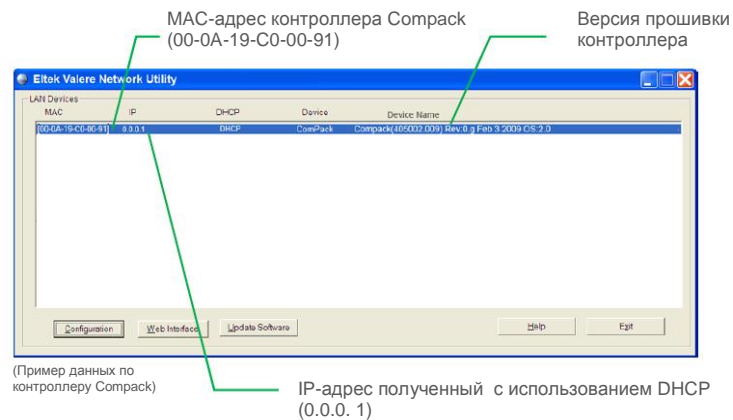 MAC-адрес контроллера Compack
(00-0A-19-C0-00-91)
Версия прошивки
контроллера
Eltek Valere Network Utility
LAN Devices
MAC IP DHCP Device Device Name
[00-0A-19-C0-00-91] 0.0.0.1 DHCP ComPack Compack(405002.009) Rev:0.g Feb 3 2009 OS:2.0
Configuration Web Interface Update Software Help Exit
(Пример данных по
контроллеру Compack)
IP-адрес полученный с использованием DHCP
(0.0.0. 1)